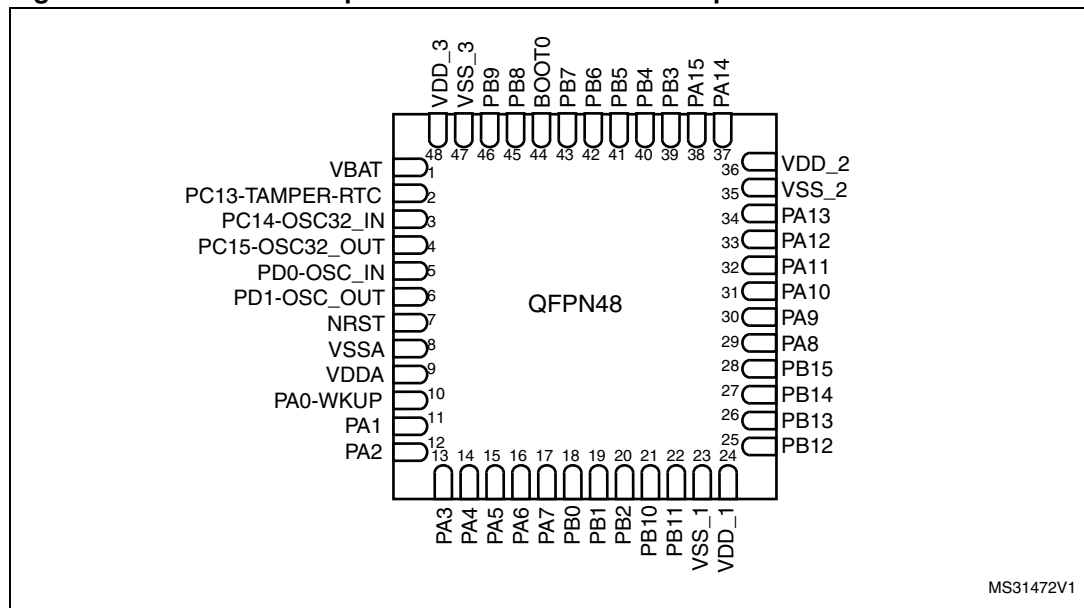 VDD_3
VSS_3
PB9
PB8
BOOT0
PB7
PB6
PB5
PB4
PB3
PA15
PA14
48 47 46 45 44 43 42 41 40 39 38 37
VBAT 1
PC13-TAMPER-RTC 2
PC14-OSC32_IN 3
PC15-OSC32_OUT 4
PD0-OSC_IN 5
PD1-OSC_OUT 6
NRST 7
VSSA 8
VDDA 9
PA0-WKUP 10
PA1 11
PA2 12
QFPN48
36 VDD_2
35 VSS_2
34 PA13
33 PA12
32 PA11
31 PA10
30 PA9
29 PA8
28 PB15
27 PB14
26 PB13
25 PB12
13 14 15 16 17 18 19 20 21 22 23 24
PA3
PA4
PA5
PA6
PA7
PB0
PB1
PB2
PB10
PB11
VSS_1
VDD_1
MS31472V1